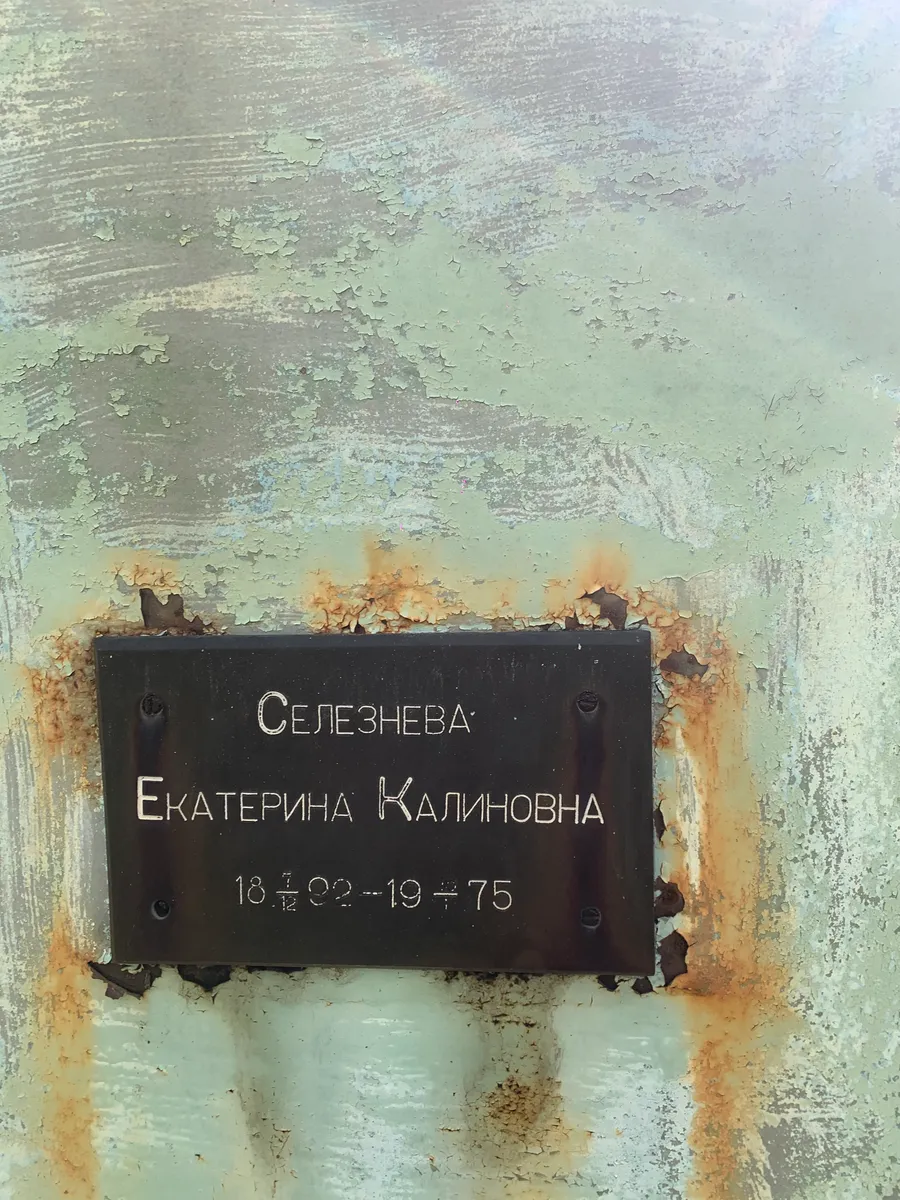 Селезнева
Екатерина Калиновна
18 7/12 92–19 75